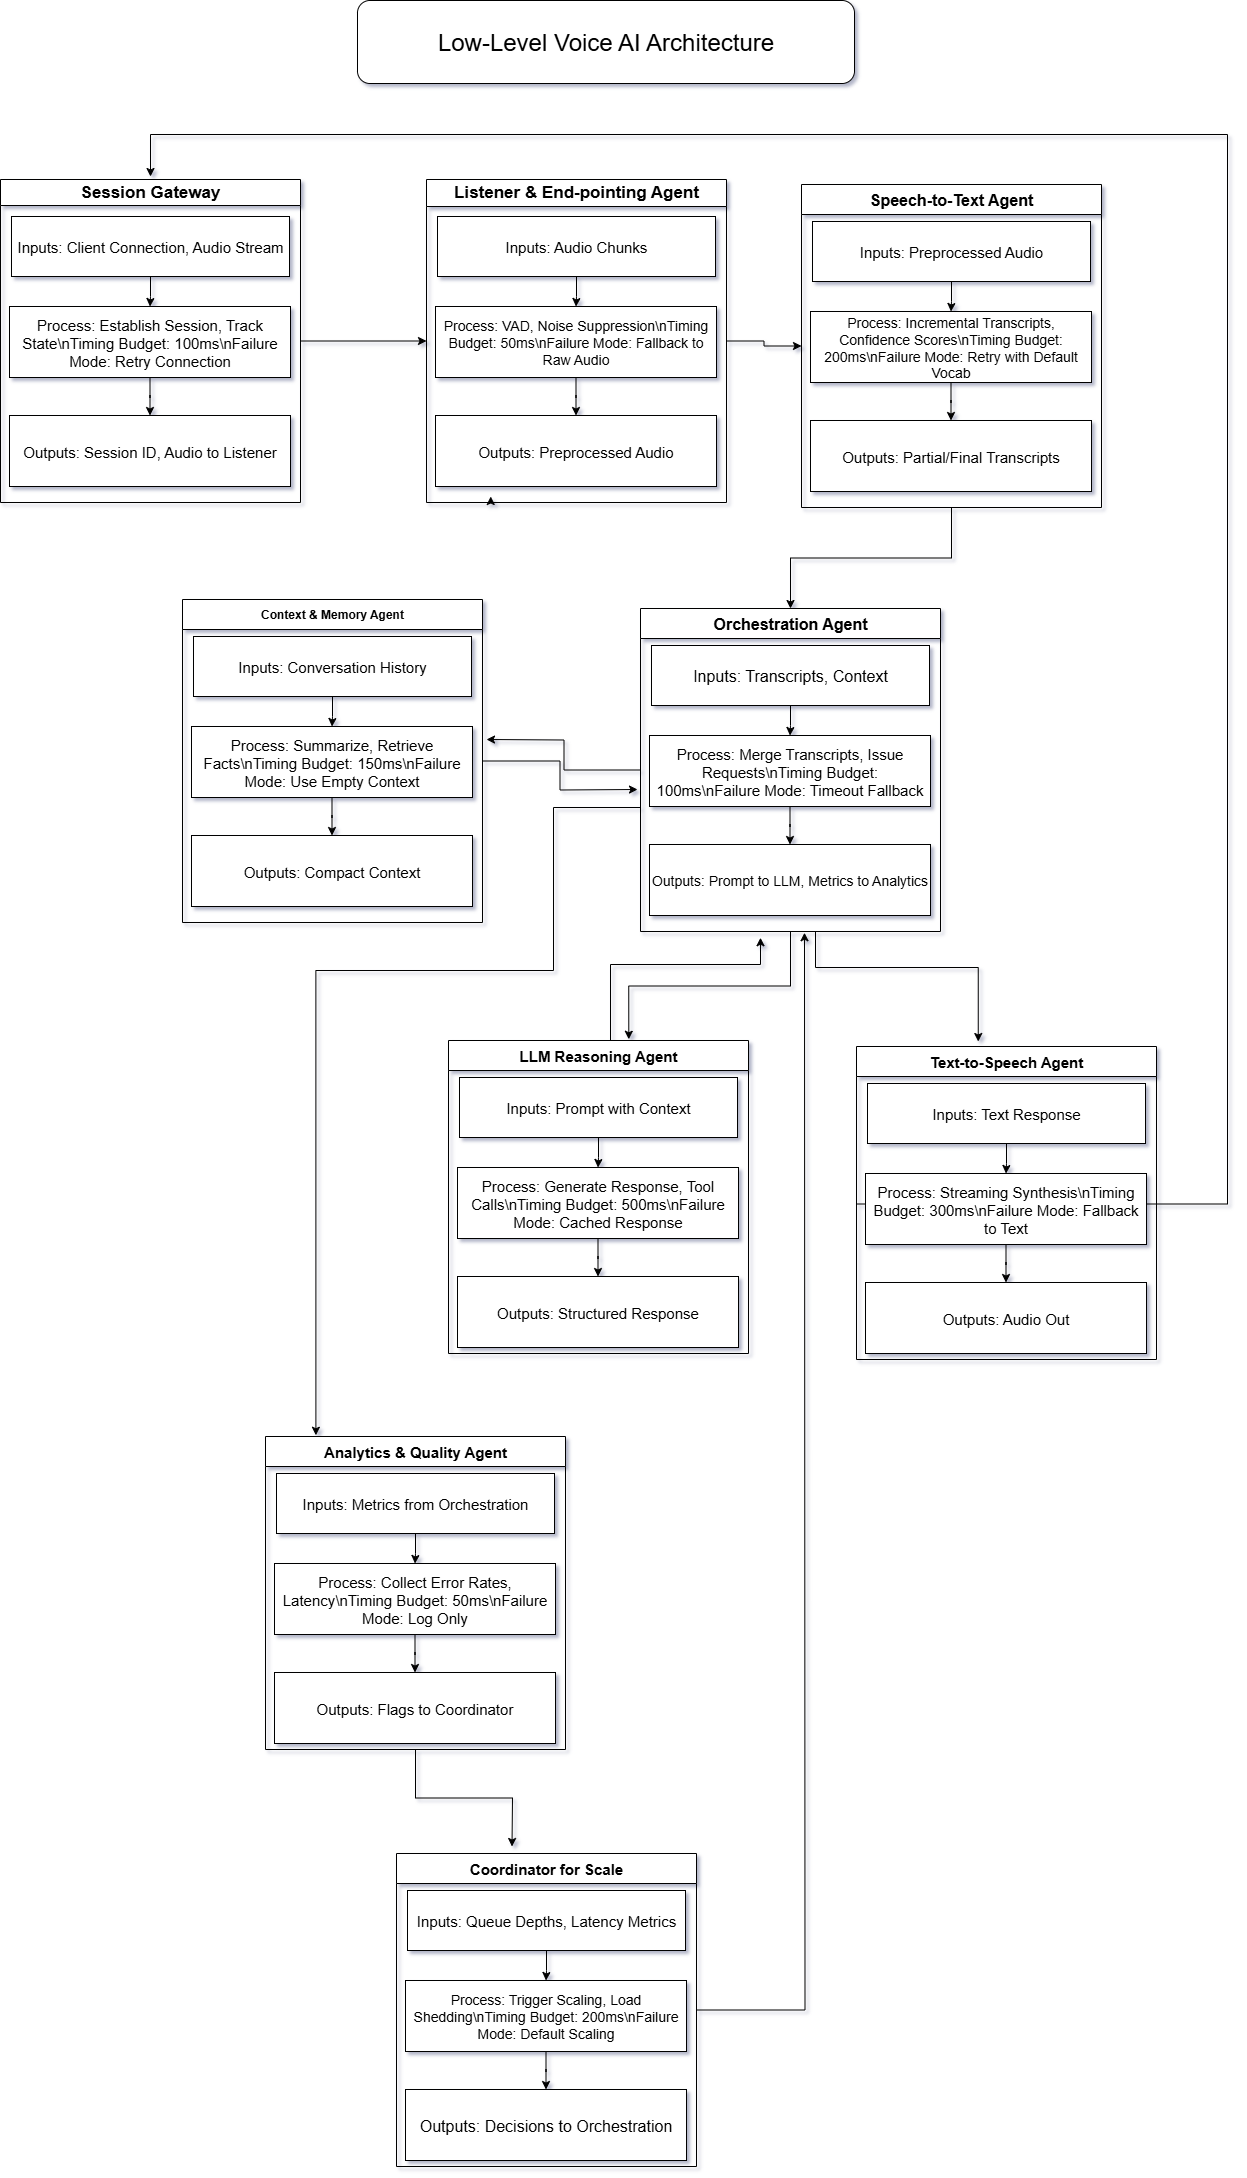 Low-Level Voice AI Architecture
Session Gateway
Inputs: Client Connection, Audio Stream
Process: Establish Session, Track
State\nTiming Budget: 100ms\nFailure
Mode: Retry Connection
Outputs: Session ID, Audio to Listener
Listener & End-pointing Agent
Inputs: Audio Chunks
Process: VAD, Noise Suppression\nTiming
Budget: 50ms\nFailure Mode: Fallback to
Raw Audio
Outputs: Preprocessed Audio
Speech-to-Text Agent
Inputs: Preprocessed Audio
Process: Incremental Transcripts,
Confidence Scores\nTiming Budget:
200ms\nFailure Mode: Retry with Default
Vocab
Outputs: Partial/Final Transcripts
Context & Memory Agent
Inputs: Conversation History
Process: Summarize, Retrieve
Facts\nTiming Budget: 150ms\nFailure
Mode: Use Empty Context
Outputs: Compact Context
Orchestration Agent
Inputs: Transcripts, Context
Process: Merge Transcripts, Issue
Requests\nTiming Budget:
100ms\nFailure Mode: Timeout Fallback
Outputs: Prompt to LLM, Metrics to Analytics
LLM Reasoning Agent
Inputs: Prompt with Context
Process: Generate Response, Tool
Calls\nTiming Budget: 500ms\nFailure
Mode: Cached Response
Outputs: Structured Response
Text-to-Speech Agent
Inputs: Text Response
Process: Streaming Synthesis\nTiming
Budget: 300ms\nFailure Mode: Fallback
to Text
Outputs: Audio Out
Analytics & Quality Agent
Inputs: Metrics from Orchestration
Process: Collect Error Rates,
Latency\nTiming Budget: 50ms\nFailure
Mode: Log Only
Outputs: Flags to Coordinator
Coordinator for Scale
Inputs: Queue Depths, Latency Metrics
Process: Trigger Scaling, Load
Shedding\nTiming Budget: 200ms\nFailure
Mode: Default Scaling
Outputs: Decisions to Orchestration